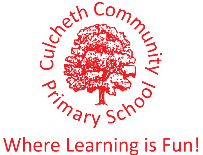 Culcheth Community
Primary School
Where Learning is Fun!